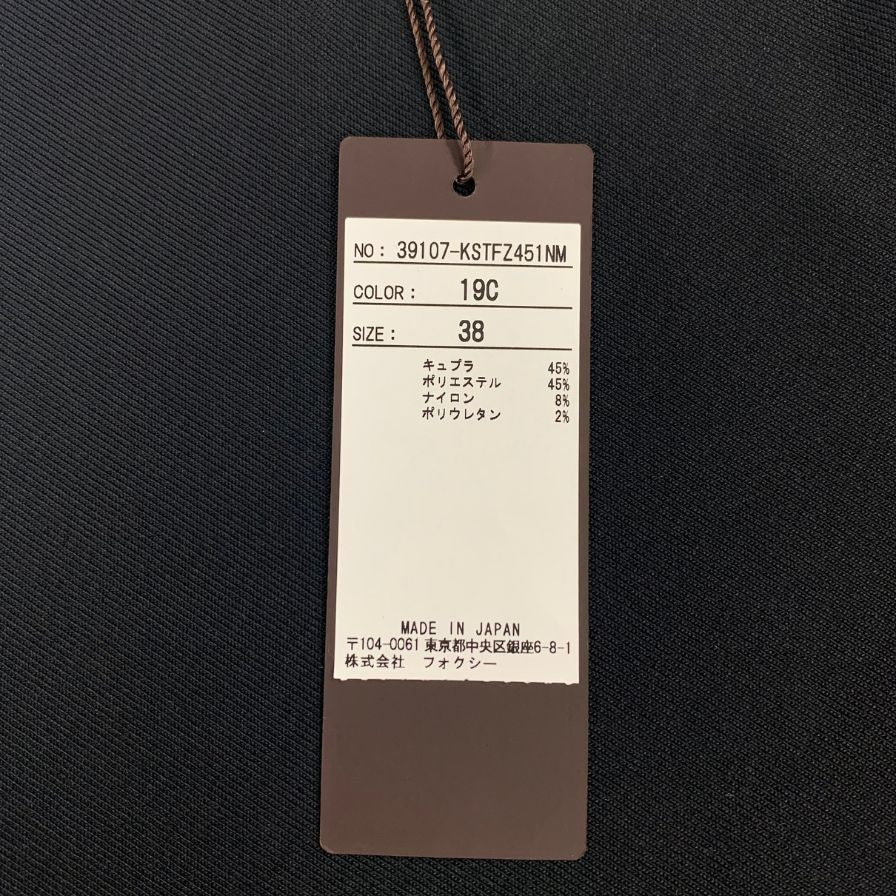 NO: 39107-KSTFZ451NM
COLOR: 19C
SIZE: 38
キュプラ 45%
ポリエステル 45%
ナイロン 8%
ポリウレタン 2%
MADE IN JAPAN
〒104-0061 東京都中央区銀座6-8-1
株式会社 フォクシー